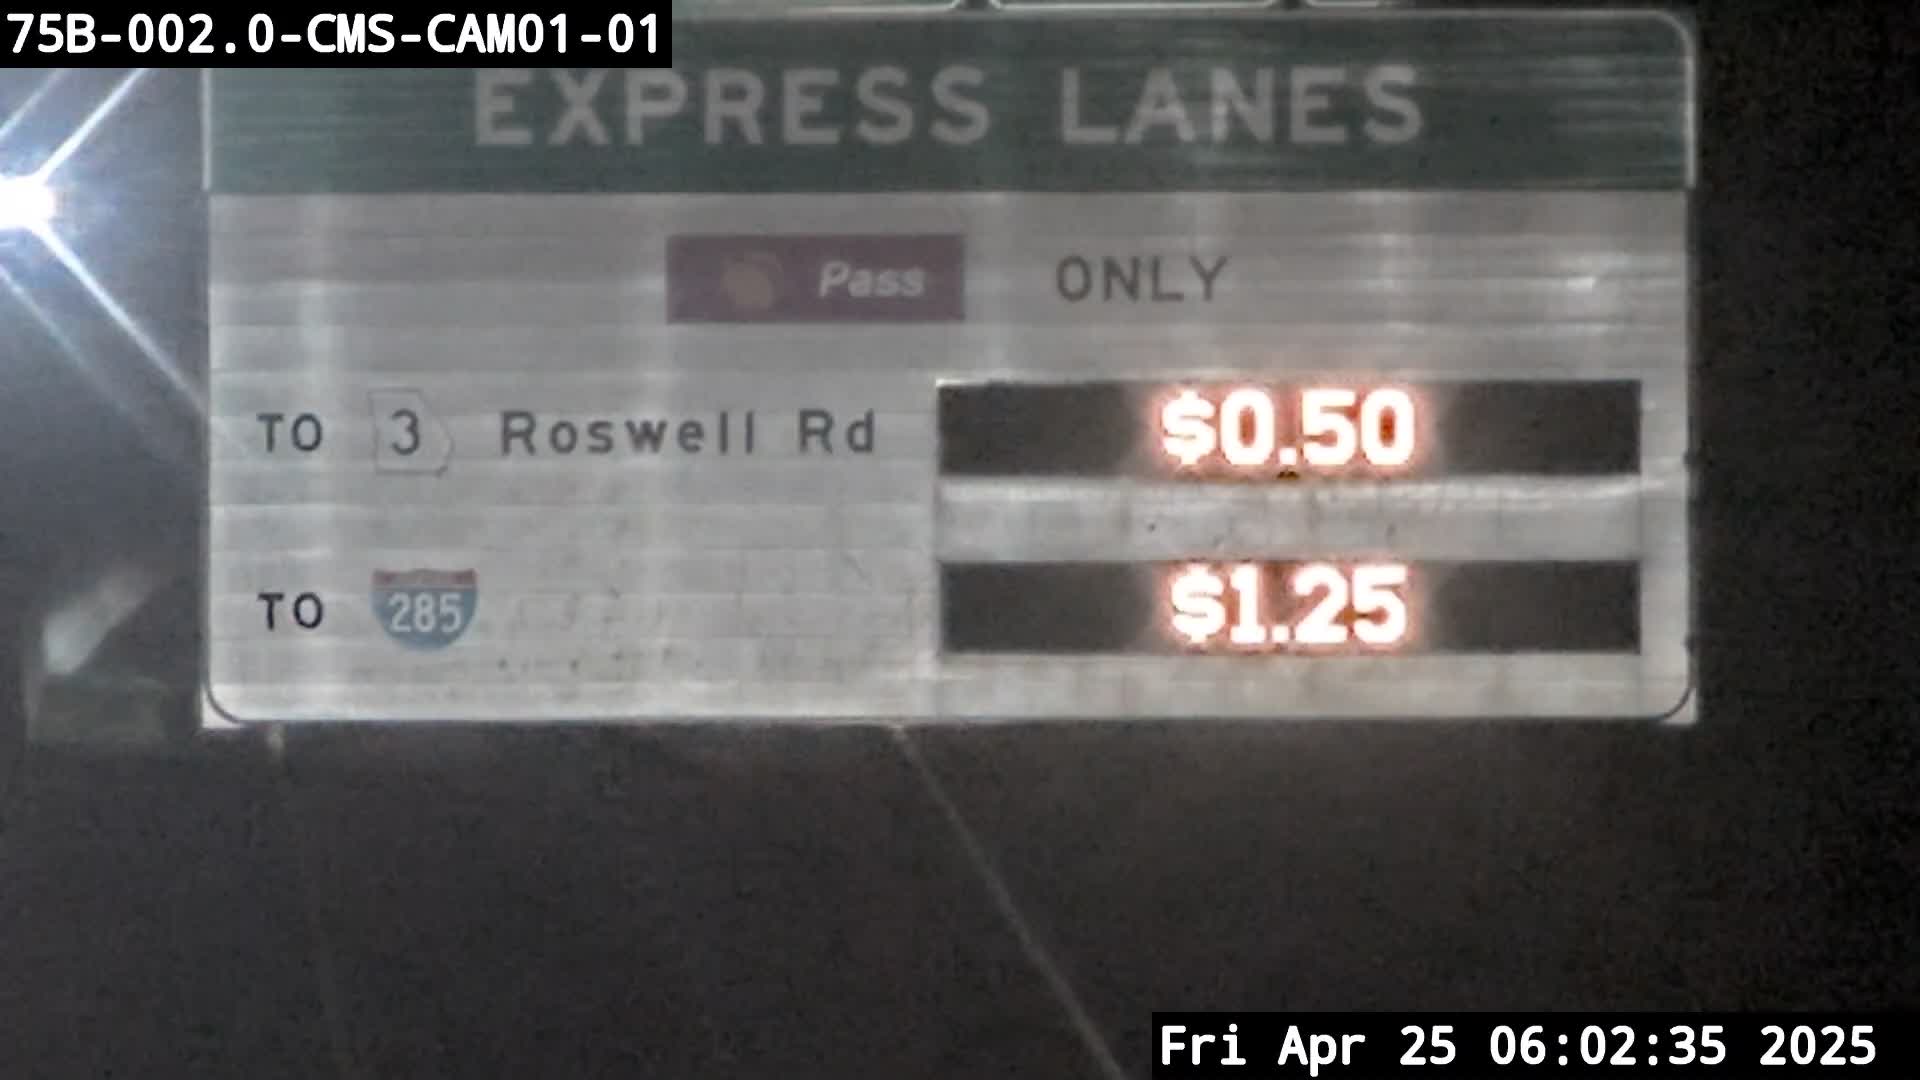 75B-002.0-CMS-CAM01-01
EXPRESS LANES
Pass ONLY
TO 3 Roswell Rd $0.50
TO 285 $1.25
Fri Apr 25 06:02:35 2025